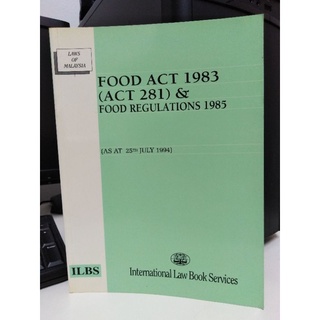 LAWS
OF
MALAYSIA
FOOD ACT 1983
(ACT 281) &
FOOD REGULATIONS 1985
[AS AT: 25TH JULY 1994]
ILBS
International Law Book Services